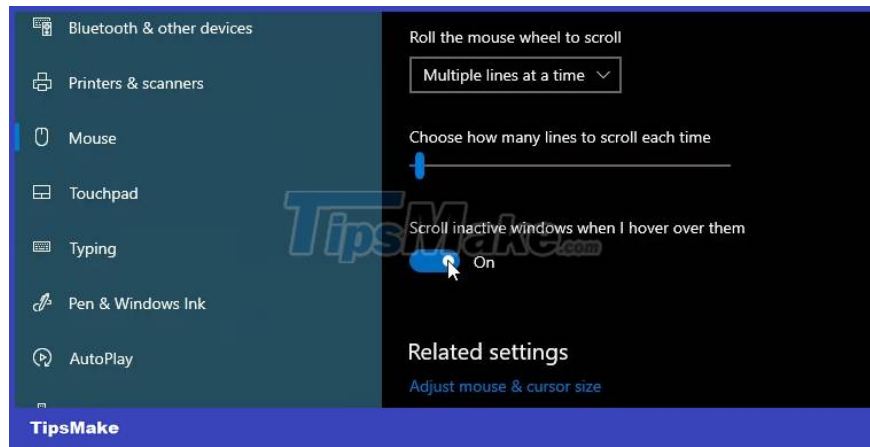 Bluetooth & other devices
Printers & scanners
Mouse
Touchpad
Typing
Pen & Windows Ink
AutoPlay
Roll the mouse wheel to scroll
Multiple lines at a time
Choose how many lines to scroll each time
Scroll inactive windows when I hover over them
On
Related settings
Adjust mouse & cursor size
TipsMake.com
TipsMake